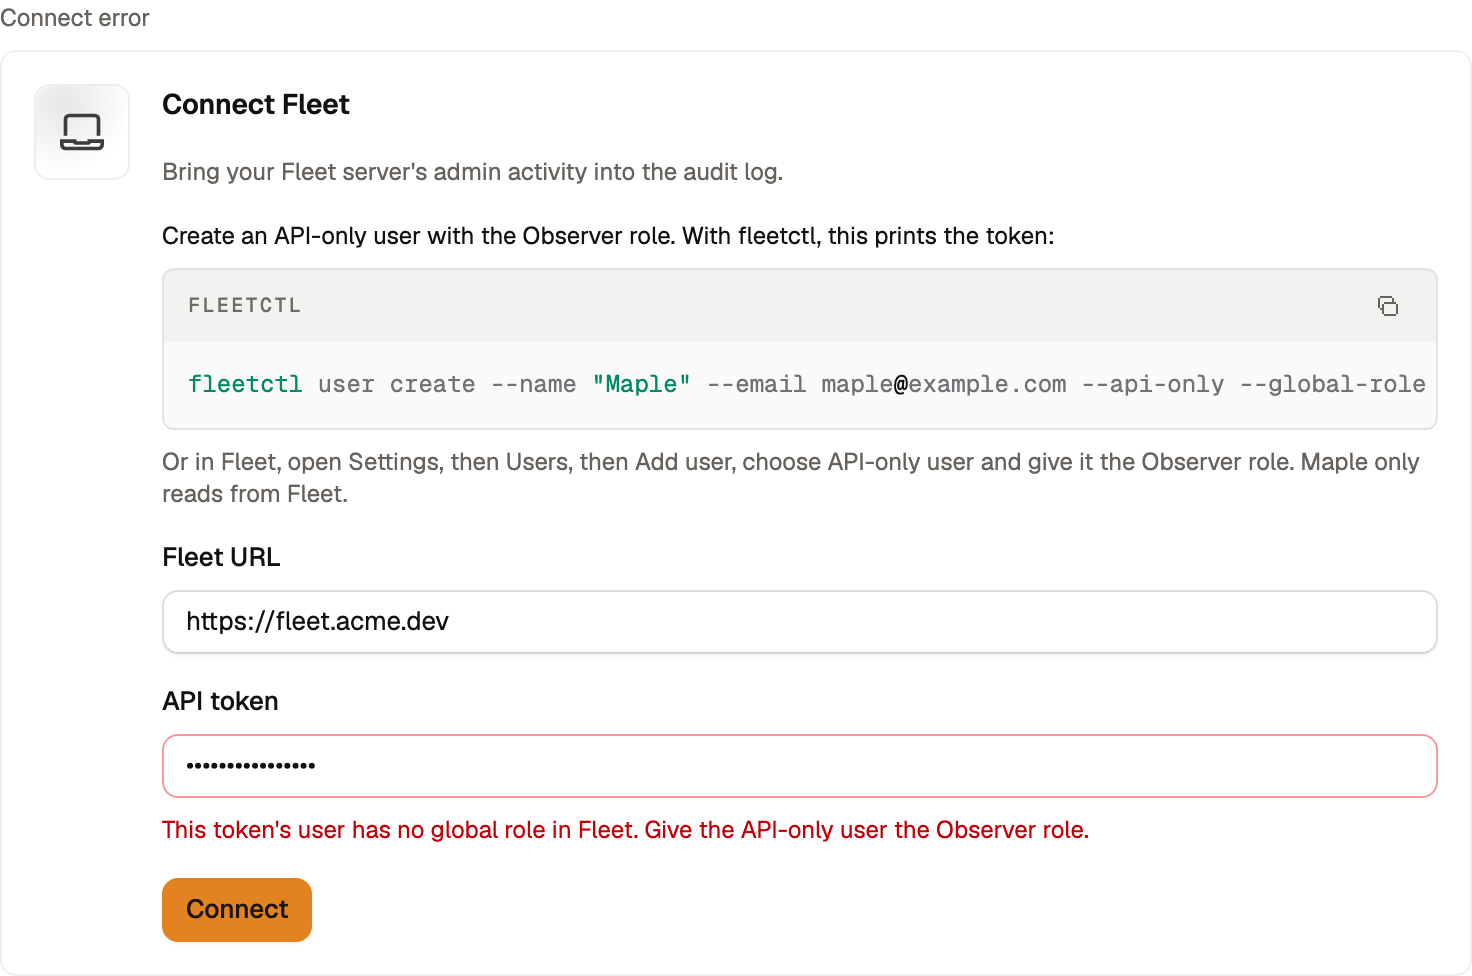 Connect error
Connect Fleet
Bring your Fleet server's admin activity into the audit log.
Create an API-only user with the Observer role. With fleetctl, this prints the token:
FLEETCTL
fleetctl user create --name "Maple" --email maple@example.com --api-only --global-role
Or in Fleet, open Settings, then Users, then Add user, choose API-only user and give it the Observer role. Maple only
reads from Fleet.
Fleet URL
https://fleet.acme.dev
API token
••••••••••••••••
This token's user has no global role in Fleet. Give the API-only user the Observer role.
Connect